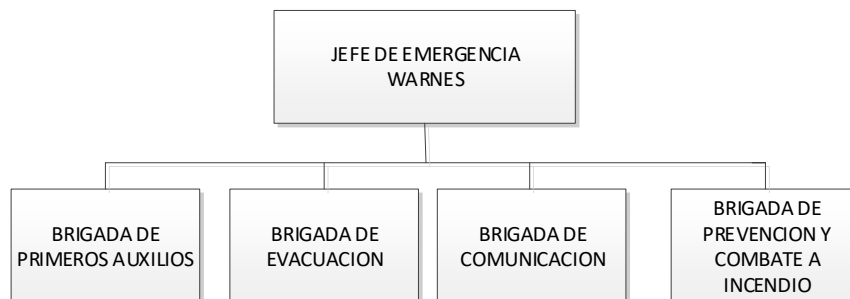 JEFE DE EMERGENCIA
WARNES
BRIGADA DE
PRIMEROS AUXILIOS
BRIGADA DE
EVACUACION
BRIGADA DE
COMUNICACION
BRIGADA DE
PREVENCION Y
COMBATE A
INCENDIO